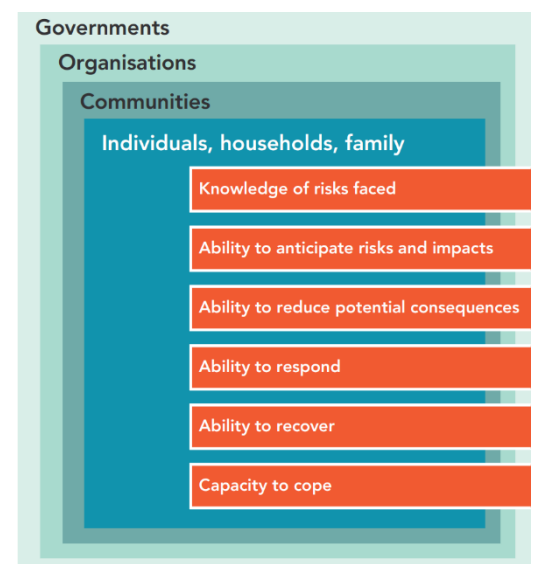 Governments
Organisations
Communities
Individuals, households, family
Knowledge of risks faced
Ability to anticipate risks and impacts
Ability to reduce potential consequences
Ability to respond
Ability to recover
Capacity to cope